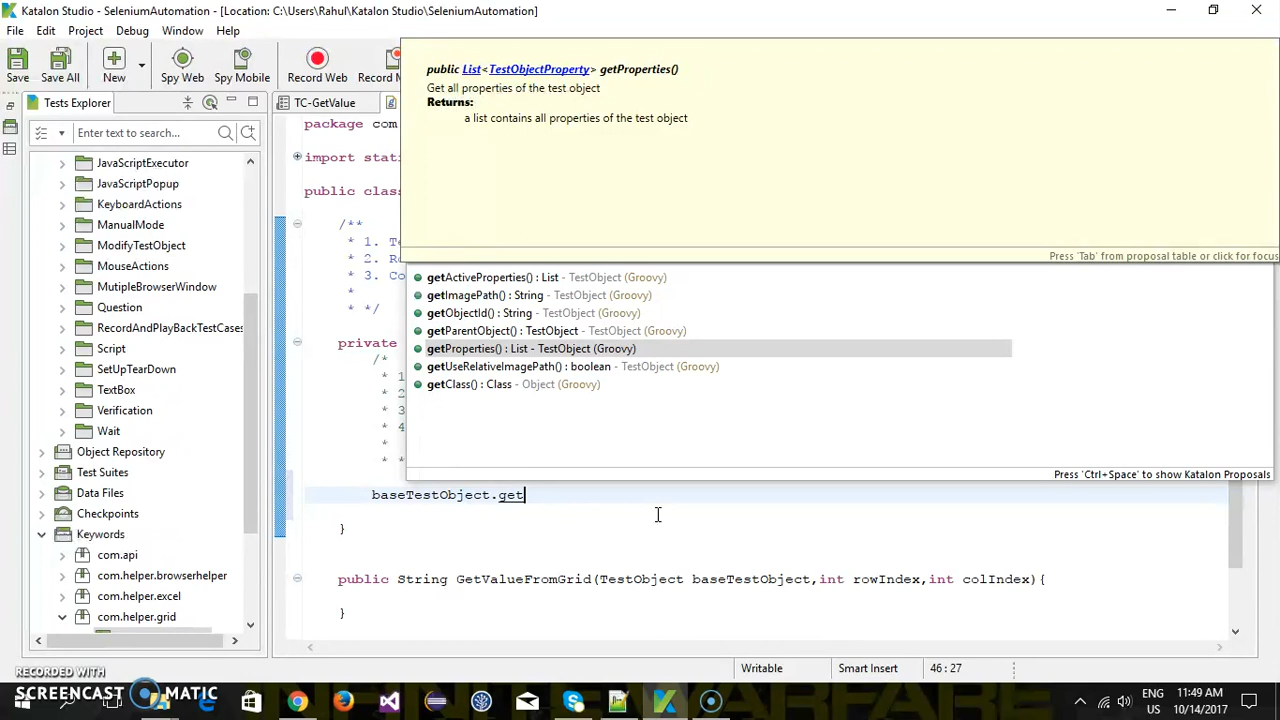 Katalon Studio - SeleniumAutomation - [Location: C:\Users\Rahul\Katalon Studio\SeleniumAutomation]
File Edit Project Debug Window Help
Save Save All New Spy Web Spy Mobile Record Web Record M
public List<TestObjectProperty> getProperties()
Get all properties of the test object
Returns:
a list contains all properties of the test object
Press 'Tab' from proposal table or click for focus
Tests Explorer
Enter text to search...
JavaScriptExecutor
JavaScriptPopup
KeyboardActions
ManualMode
ModifyTestObject
MouseActions
MutipleBrowserWindow
Question
RecordAndPlayBackTestCases
Script
SetUpTearDown
TextBox
Verification
Wait
Object Repository
Test Suites
Data Files
Checkpoints
Keywords
com.api
com.helper.browserhelper
com.helper.excel
com.helper.grid
TC-GetValue
package com
import stat
public clas
/**
* 1. Te
* 2. Ro
* 3. Co
*
* */
private
/*
* 1
* 2
* 3
* 4
*
* *
getActiveProperties() : List - TestObject (Groovy)
getImagePath() : String - TestObject (Groovy)
getObjectId() : String - TestObject (Groovy)
getParentObject() : TestObject - TestObject (Groovy)
getProperties() : List - TestObject (Groovy)
getUseRelativeImagePath() : boolean - TestObject (Groovy)
getClass() : Class - Object (Groovy)
Press 'Ctrl+Space' to show Katalon Proposals
baseTestObject.get
}
public String GetValueFromGrid(TestObject baseTestObject,int rowIndex,int colIndex){
}
Writable Smart Insert 46 : 27
RECORDED WITH
SCREENCAST MATIC
ENG
US
11:49 AM
10/14/2017